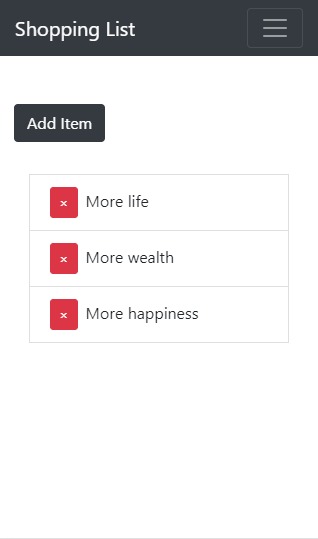 Shopping List
Add Item
× More life
× More wealth
× More happiness